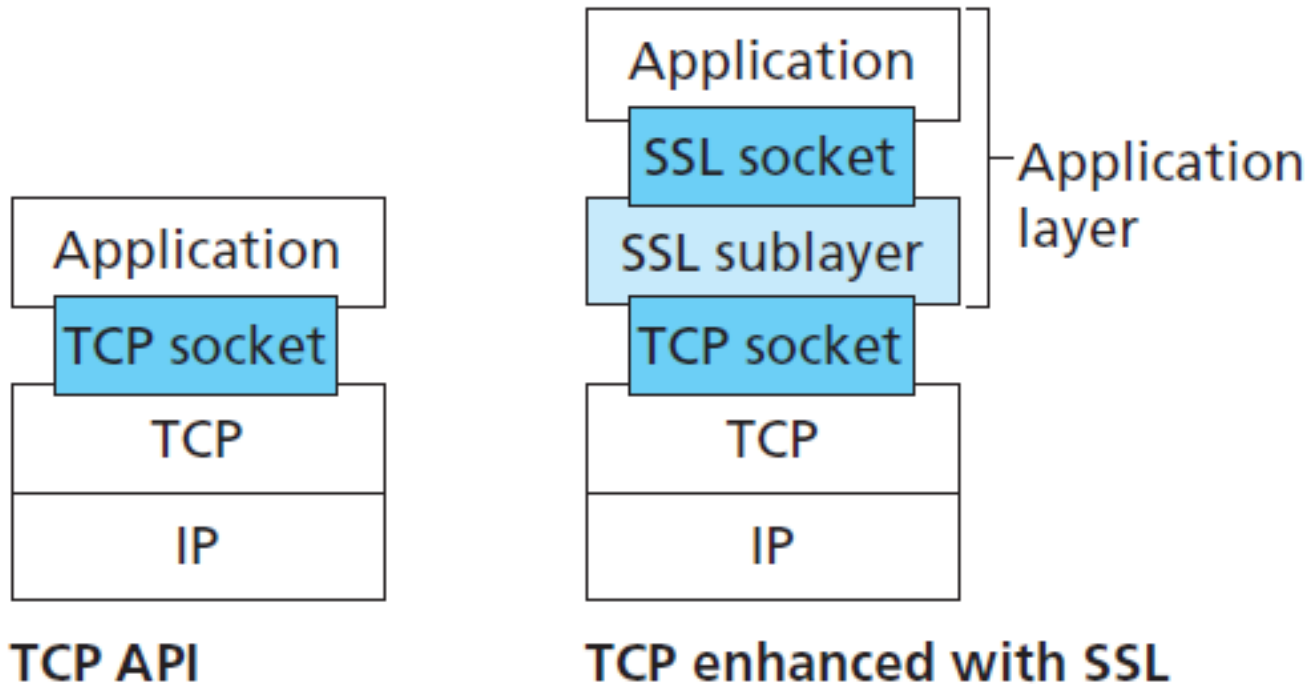 Application
TCP socket
TCP
IP
TCP API
Application
SSL socket
SSL sublayer
TCP socket
TCP
IP
Application
layer
TCP enhanced with SSL